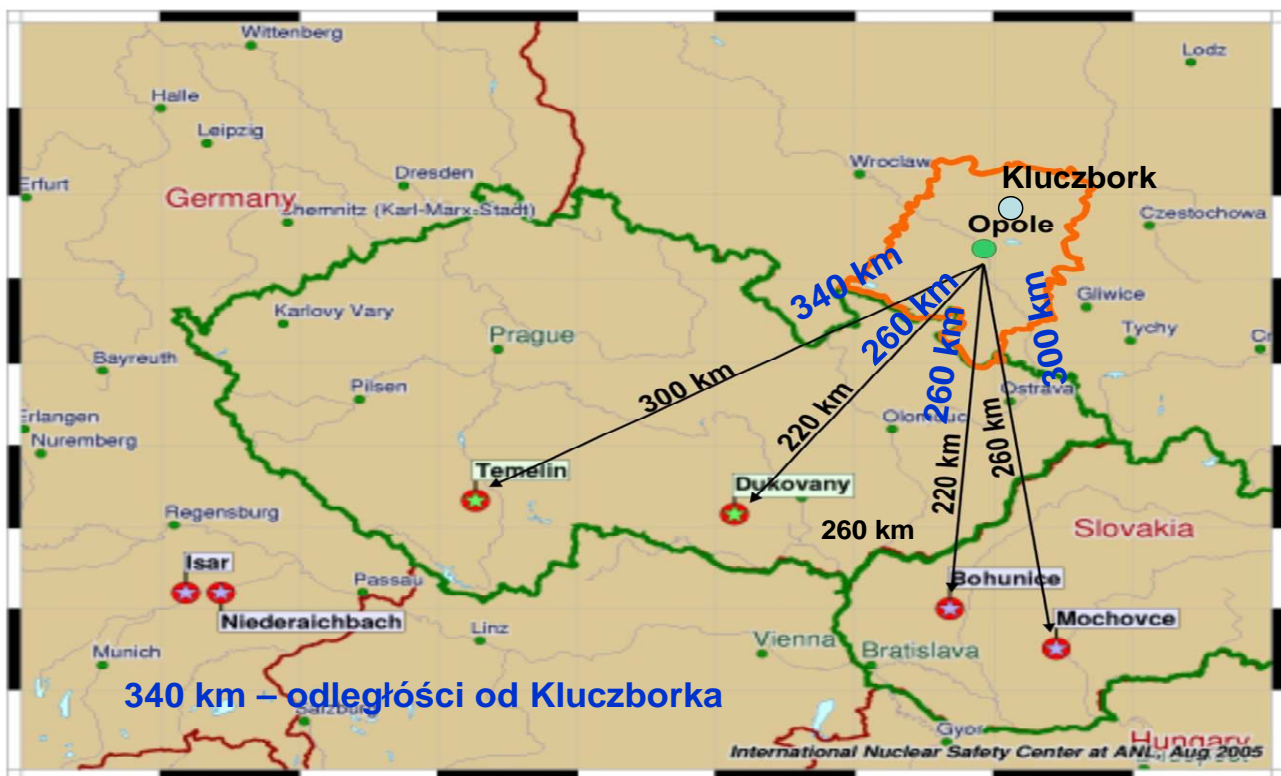 Wittenberg
Lodz
Halle
Leipzig
Wroclaw
Dresden
Kluczbork
Erfurt
Germany
Chemnitz (Karl-Marx-Stadt)
Czestochowa
Opole
340 km
260 km
260 km
300 km
Karlovy Vary
Gliwice
Prague
Tychy
Cr
Bayreuth
Pilsen
300 km
220 km
Ostrava
Erlangen
Olomouc
Nuremberg
220 km
260 km
Temelin
Dukovany
Regensburg
260 km
Slovakia
Isar
Passau
Bohunice
Niederaichbach
Mochovce
Linz
Vienna
Munich
Bratislava
340 km – odległóści od Kluczborka
Salzburg
Gyor
Hungary
International Nuclear Safety Center at ANL, Aug 2005